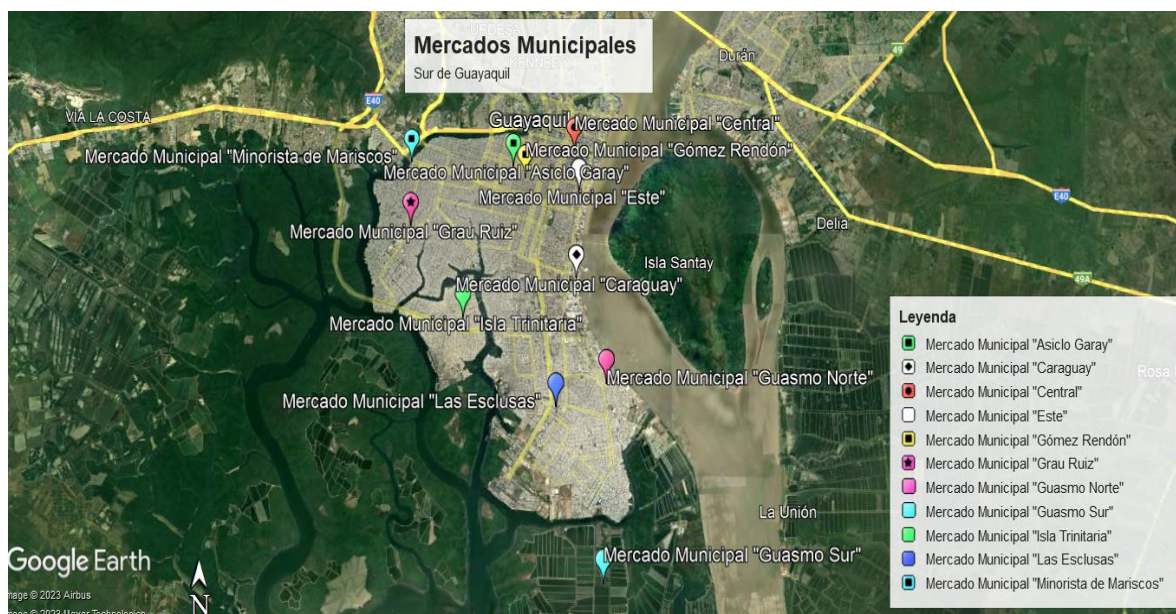 Mercados Municipales
Sur de Guayaquil
KENNEDY
Durán
49
E40
VIA LA COSTA
Guayaquil
Mercado Municipal "Central"
Mercado Municipal "Minorista de Mariscos"
Mercado Municipal "Gómez Rendón"
Mercado Municipal "Asiclo Garay"
Mercado Municipal "Este"
E40
Delia
Mercado Municipal "Grau Ruiz"
Isla Santay
49A
Mercado Municipal "Caraguay"
Mercado Municipal "Isla Trinitaria"
Mercado Municipal "Guasmo Norte"
Mercado Municipal "Las Esclusas"
Leyenda
Mercado Municipal "Asiclo Garay"
Mercado Municipal "Caraguay"
Mercado Municipal "Central"
Mercado Municipal "Este"
Mercado Municipal "Gómez Rendón"
Mercado Municipal "Grau Ruiz"
Mercado Municipal "Guasmo Norte"
Mercado Municipal "Guasmo Sur"
Mercado Municipal "Isla Trinitaria"
Mercado Municipal "Las Esclusas"
Mercado Municipal "Minorista de Mariscos"
Rosa
La Unión
Mercado Municipal "Guasmo Sur"
Google Earth
© 2023 Airbus
N